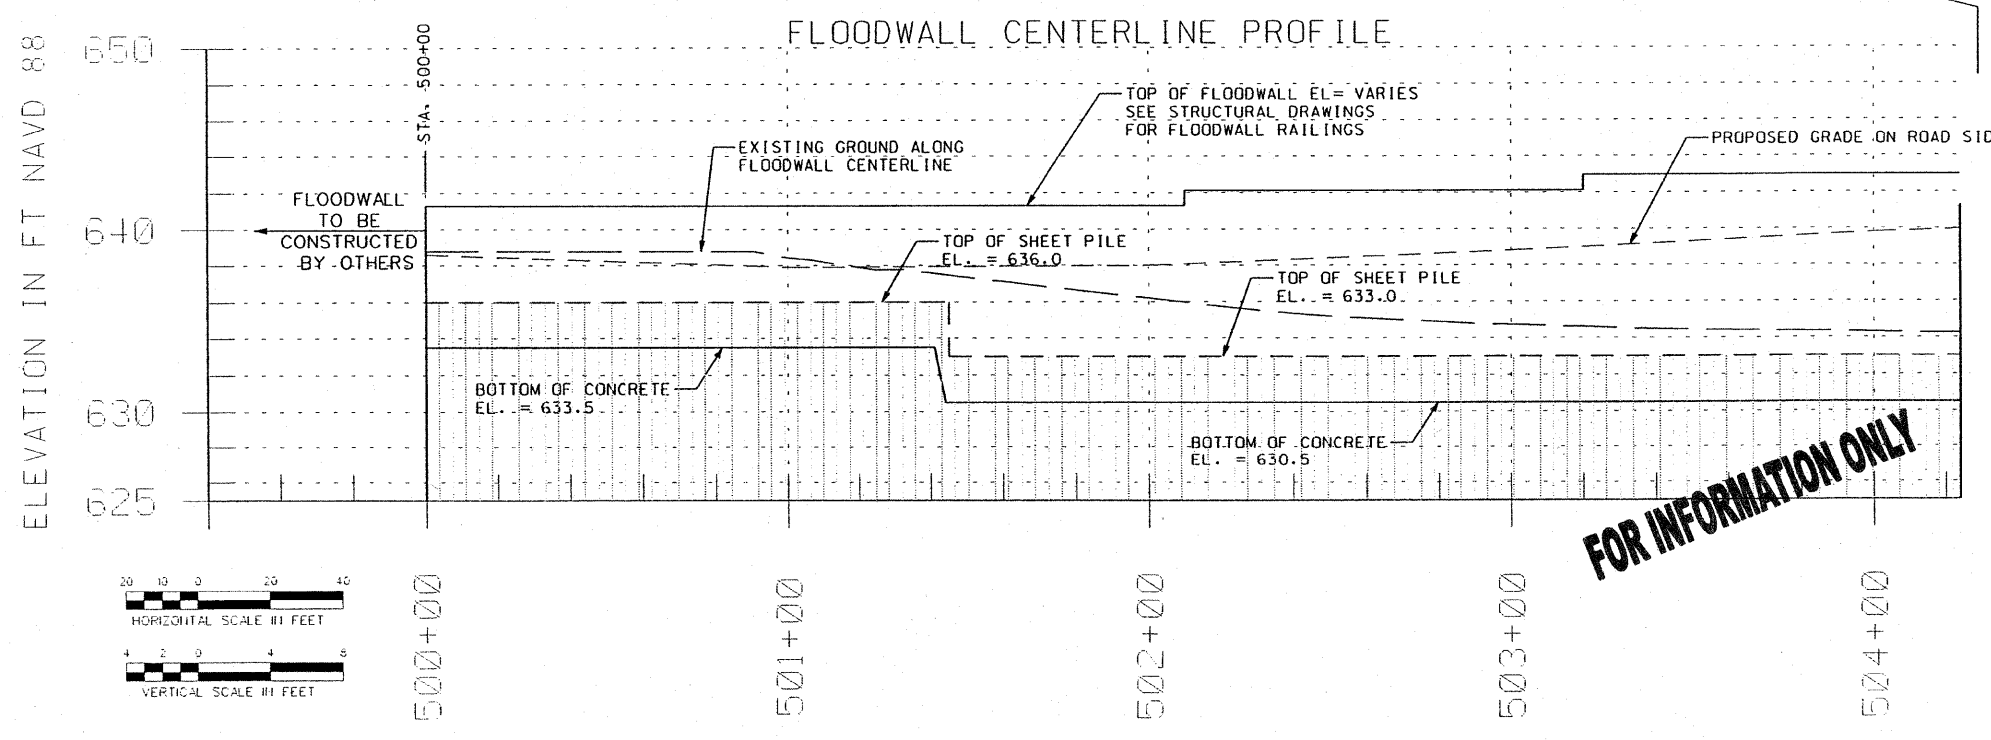 FLOODWALL CENTERLINE PROFILE
ELEVATION IN FT NAVD 88
650
640
630
625
STA. 500+00
TOP OF FLOODWALL EL= VARIES
SEE STRUCTURAL DRAWINGS
FOR FLOODWALL RAILINGS
EXISTING GROUND ALONG
FLOODWALL CENTERLINE
PROPOSED GRADE ON ROAD SID
FLOODWALL
TO BE
CONSTRUCTED
BY OTHERS
TOP OF SHEET PILE
EL. = 636.0
TOP OF SHEET PILE
EL. = 633.0
BOTTOM OF CONCRETE
EL. = 633.5
BOTTOM OF CONCRETE
EL. = 630.5
FOR INFORMATION ONLY
20 10 0 20 40
HORIZONTAL SCALE IN FEET
4 2 0 4 8
VERTICAL SCALE IN FEET
500+00
501+00
502+00
503+00
504+00